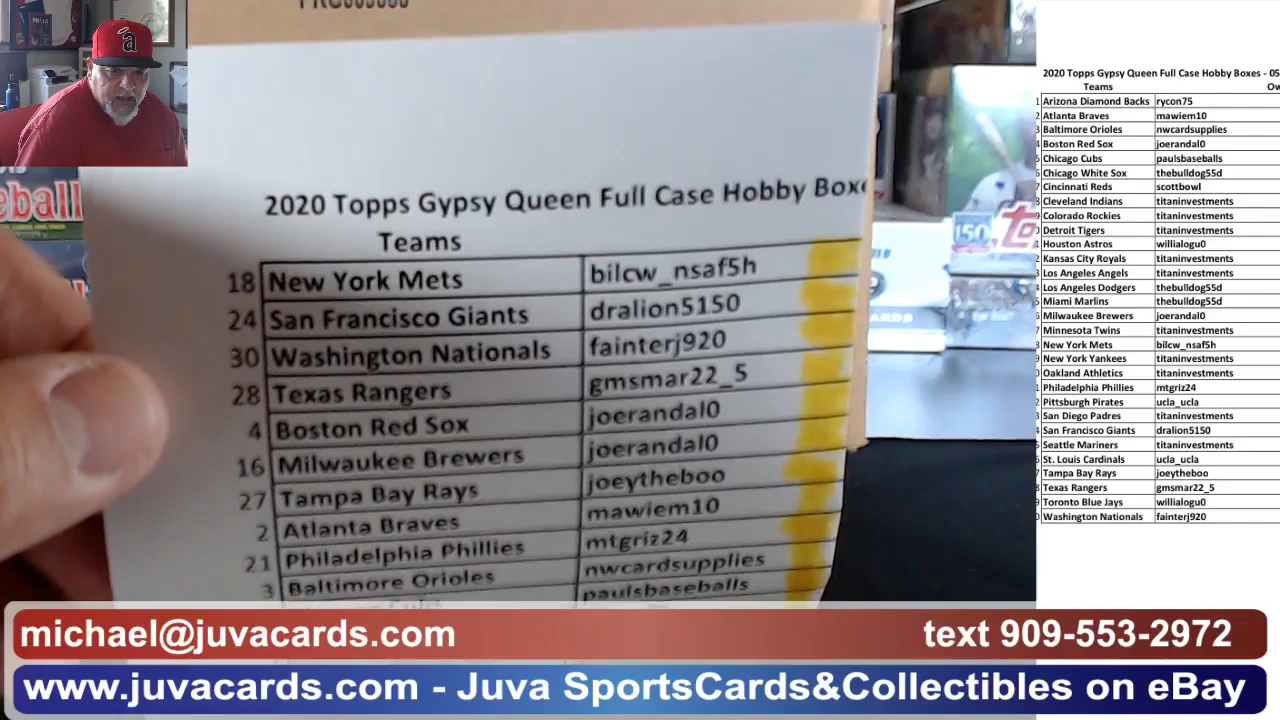 2020 Topps Gypsy Queen Full Case Hobby Boxe
Teams
18 New York Mets bilcw_nsaf5h
24 San Francisco Giants dralion5150
30 Washington Nationals fainterj920
28 Texas Rangers gmsmar22_5
4 Boston Red Sox joerandal0
16 Milwaukee Brewers joerandal0
27 Tampa Bay Rays joeytheboo
2 Atlanta Braves mawiem10
21 Philadelphia Phillies mtgriz24
3 Baltimore Orioles nwcardsupplies
paulsbaseballs
eball
150
2020 Topps Gypsy Queen Full Case Hobby Boxes - 05
Teams Ow
1 Arizona Diamond Backs rycon75
2 Atlanta Braves mawiem10
Baltimore Orioles nwcardsupplies
Boston Red Sox joerandal0
Chicago Cubs paulsbaseballs
Chicago White Sox thebulldog55d
Cincinnati Reds scottbowl
Cleveland Indians titaninvestments
Colorado Rockies titaninvestments
Detroit Tigers titaninvestments
Houston Astros willialogu0
Kansas City Royals titaninvestments
Los Angeles Angels titaninvestments
Los Angeles Dodgers thebulldog55d
Miami Marlins thebulldog55d
Milwaukee Brewers joerandal0
Minnesota Twins titaninvestments
New York Mets bilcw_nsaf5h
New York Yankees titaninvestments
Oakland Athletics titaninvestments
Philadelphia Phillies mtgriz24
Pittsburgh Pirates ucla_ucla
San Diego Padres titaninvestments
San Francisco Giants dralion5150
Seattle Mariners titaninvestments
St. Louis Cardinals ucla_ucla
Tampa Bay Rays joeytheboo
Texas Rangers gmsmar22_5
Toronto Blue Jays willialogu0
Washington Nationals fainterj920
michael@juvacards.com text 909-553-2972
www.juvacards.com - Juva SportsCards&Collectibles on eBay